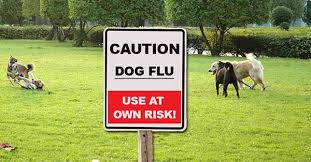 CAUTION
DOG FLU
USE AT
OWN RISK!